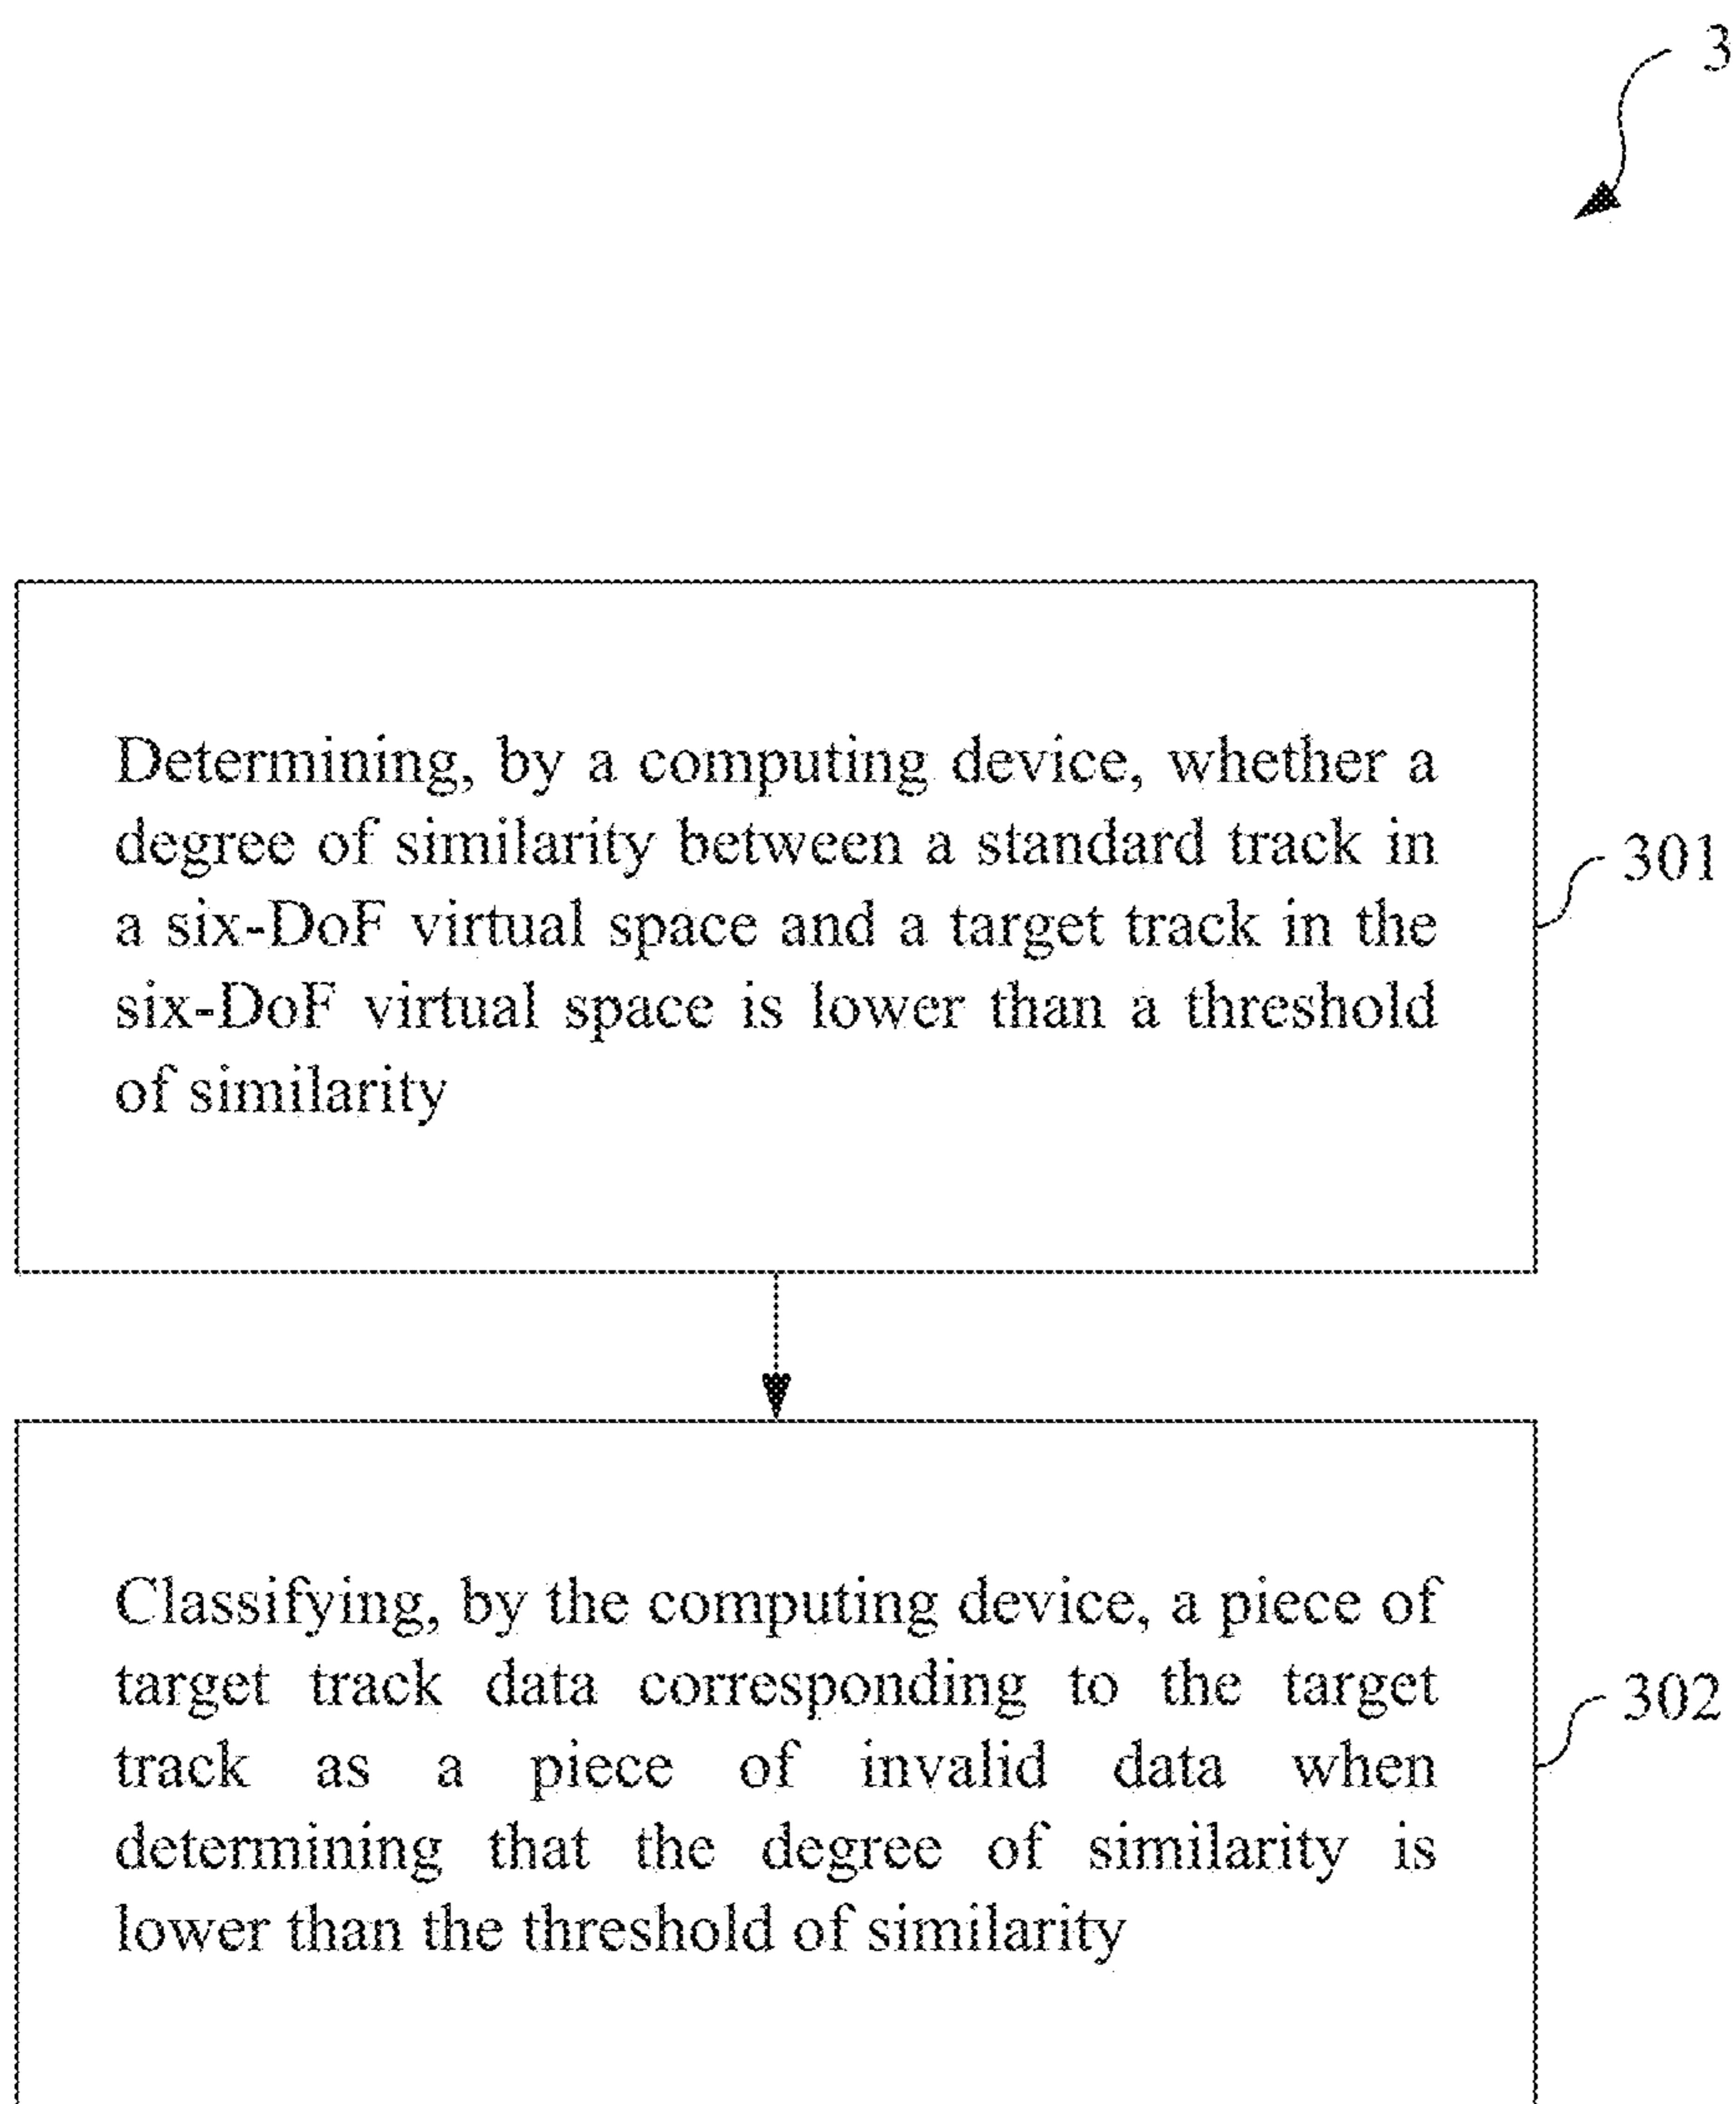 3
Determining, by a computing device, whether a
degree of similarity between a standard track in
a six-DoF virtual space and a target track in the
six-DoF virtual space is lower than a threshold
of similarity
301
Classifying, by the computing device, a piece of
target track data corresponding to the target
track as a piece of invalid data when
determining that the degree of similarity is
lower than the threshold of similarity
302